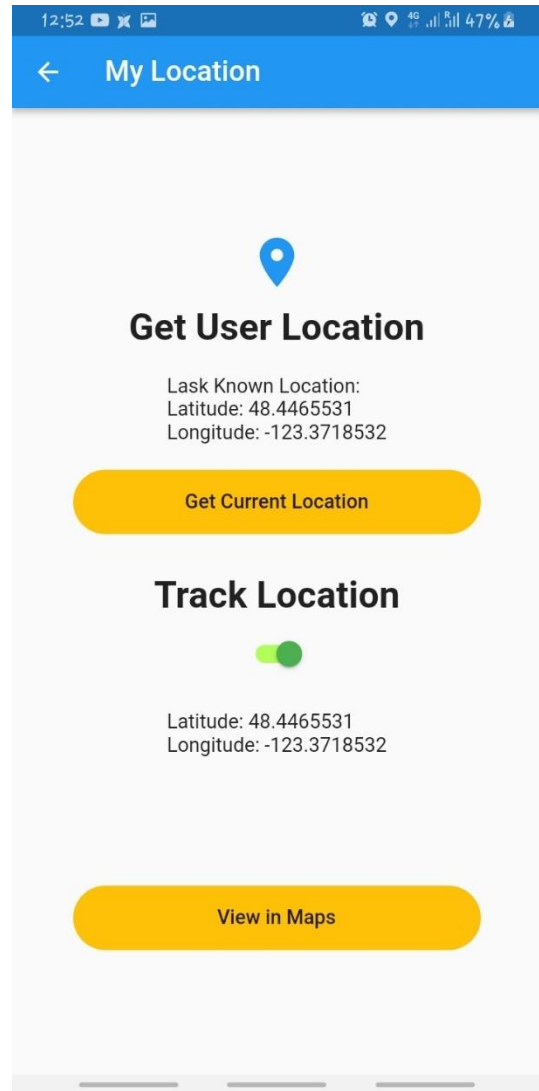 12:52 4G 47%
My Location
Get User Location
Lask Known Location:
Latitude: 48.4465531
Longitude: -123.3718532
Get Current Location
Track Location
Latitude: 48.4465531
Longitude: -123.3718532
View in Maps